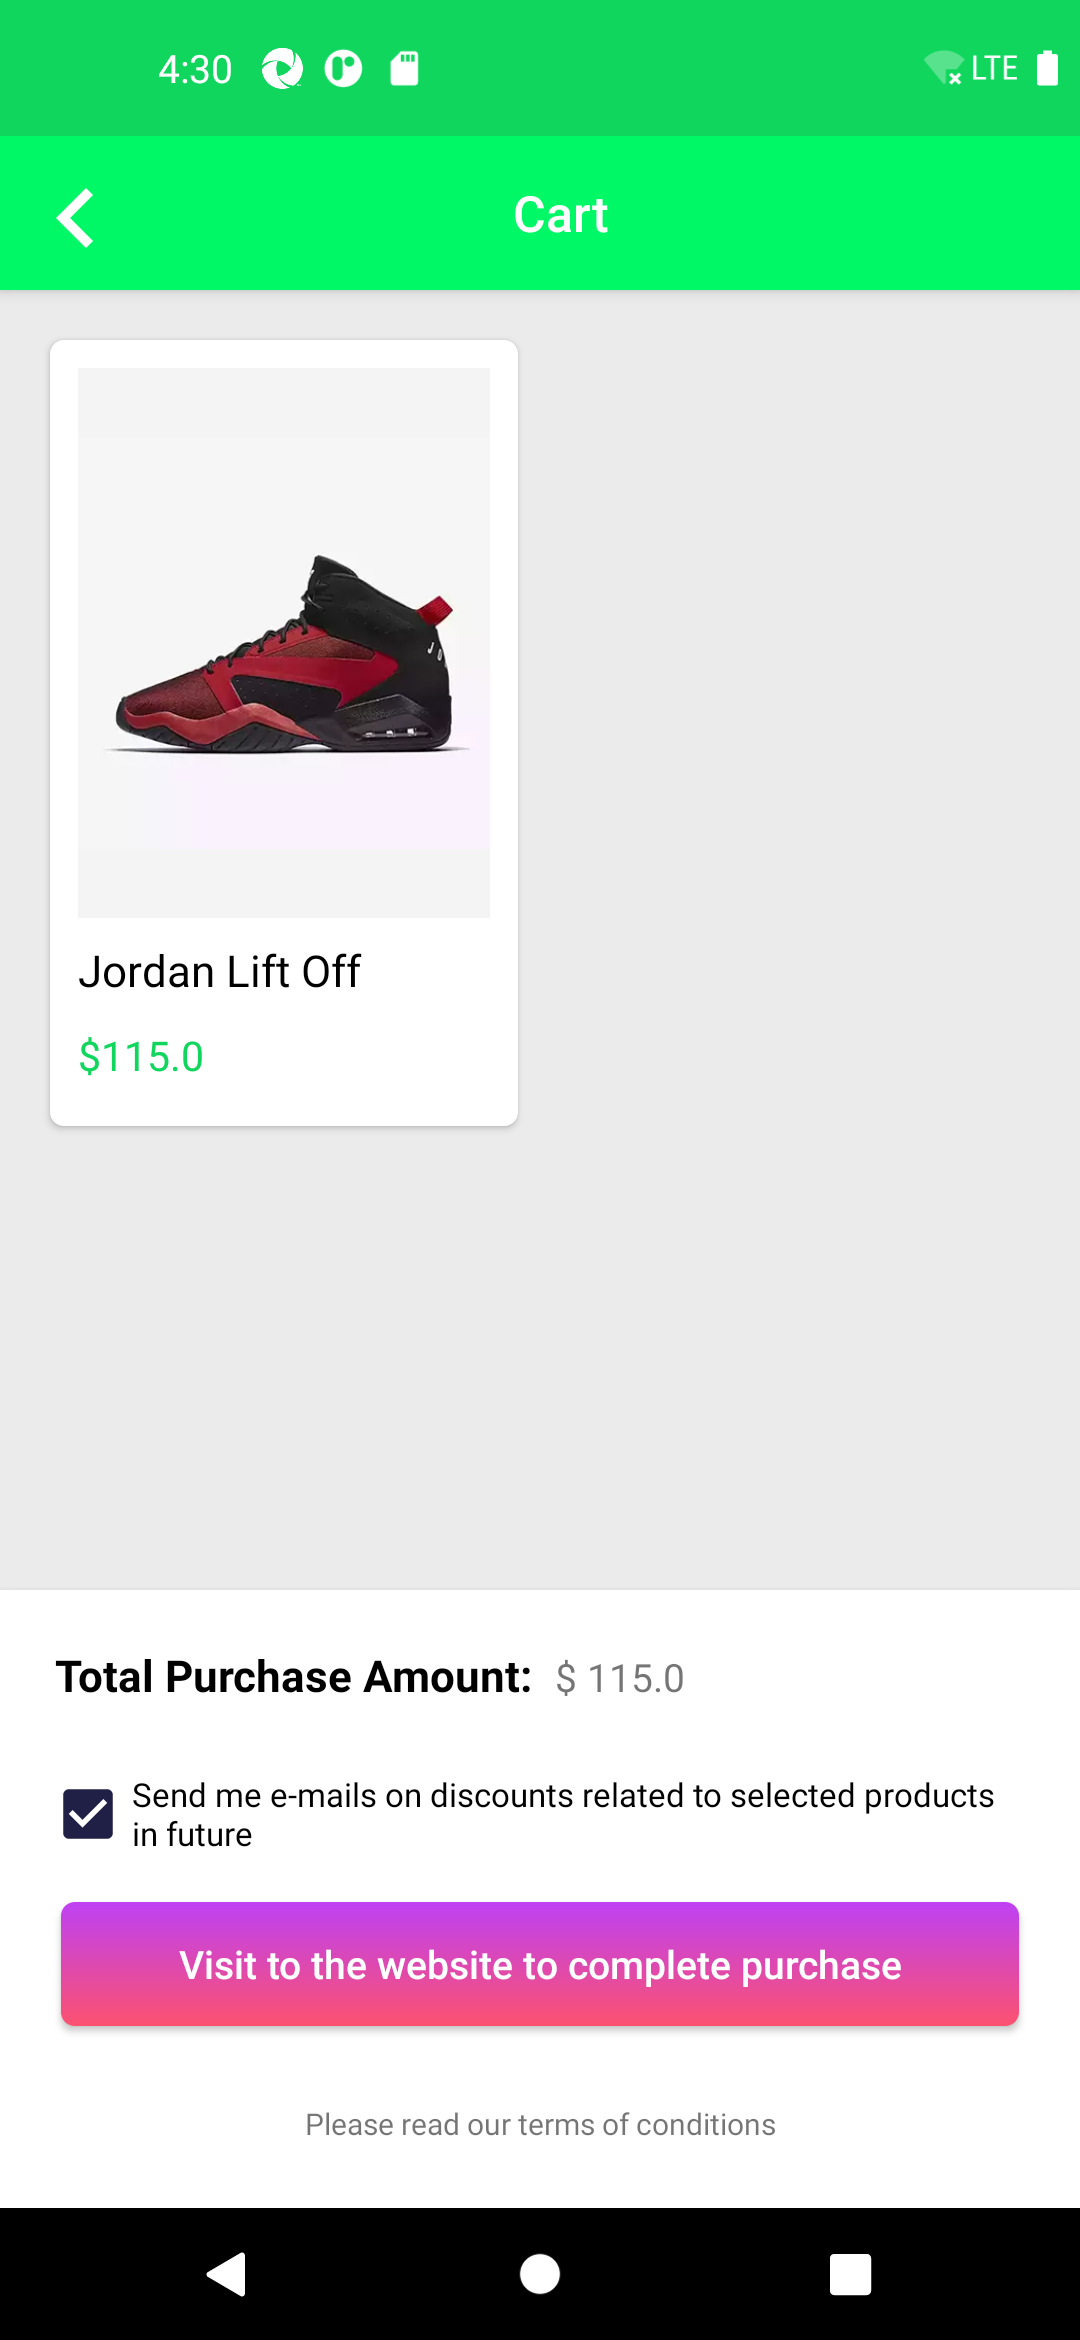 4:30
LTE
Cart
JO
Jordan Lift Off
$115.0
Total Purchase Amount: $ 115.0
Send me e-mails on discounts related to selected products
in future
Visit to the website to complete purchase
Please read our terms of conditions